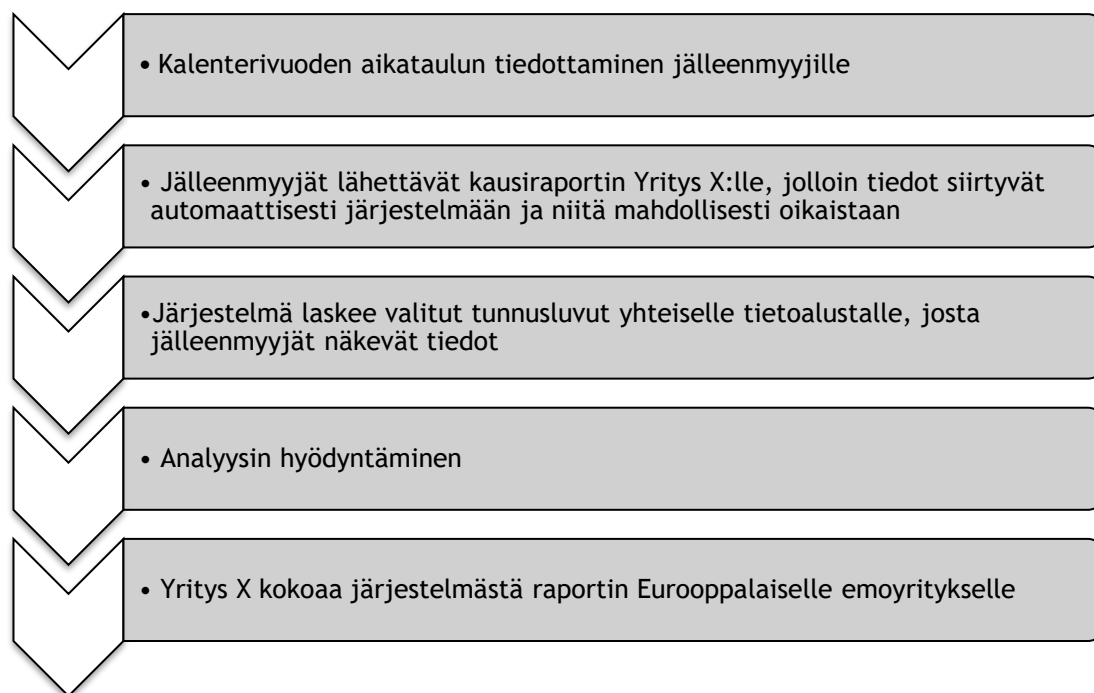 • Kalenterivuoden aikataulun tiedottaminen jälleenmyyjille
• Jälleenmyyjät lähettävät kausiraportin Yritys X:lle, jolloin tiedot siirtyvät
automaattisesti järjestelmään ja niitä mahdollisesti oikaistaan
•Järjestelmä laskee valitut tunnusluvut yhteiselle tietoalustalle, josta
jälleenmyyjät näkevät tiedot
• Analyysin hyödyntäminen
• Yritys X kokoaa järjestelmästä raportin Eurooppalaiselle emoyritykselle